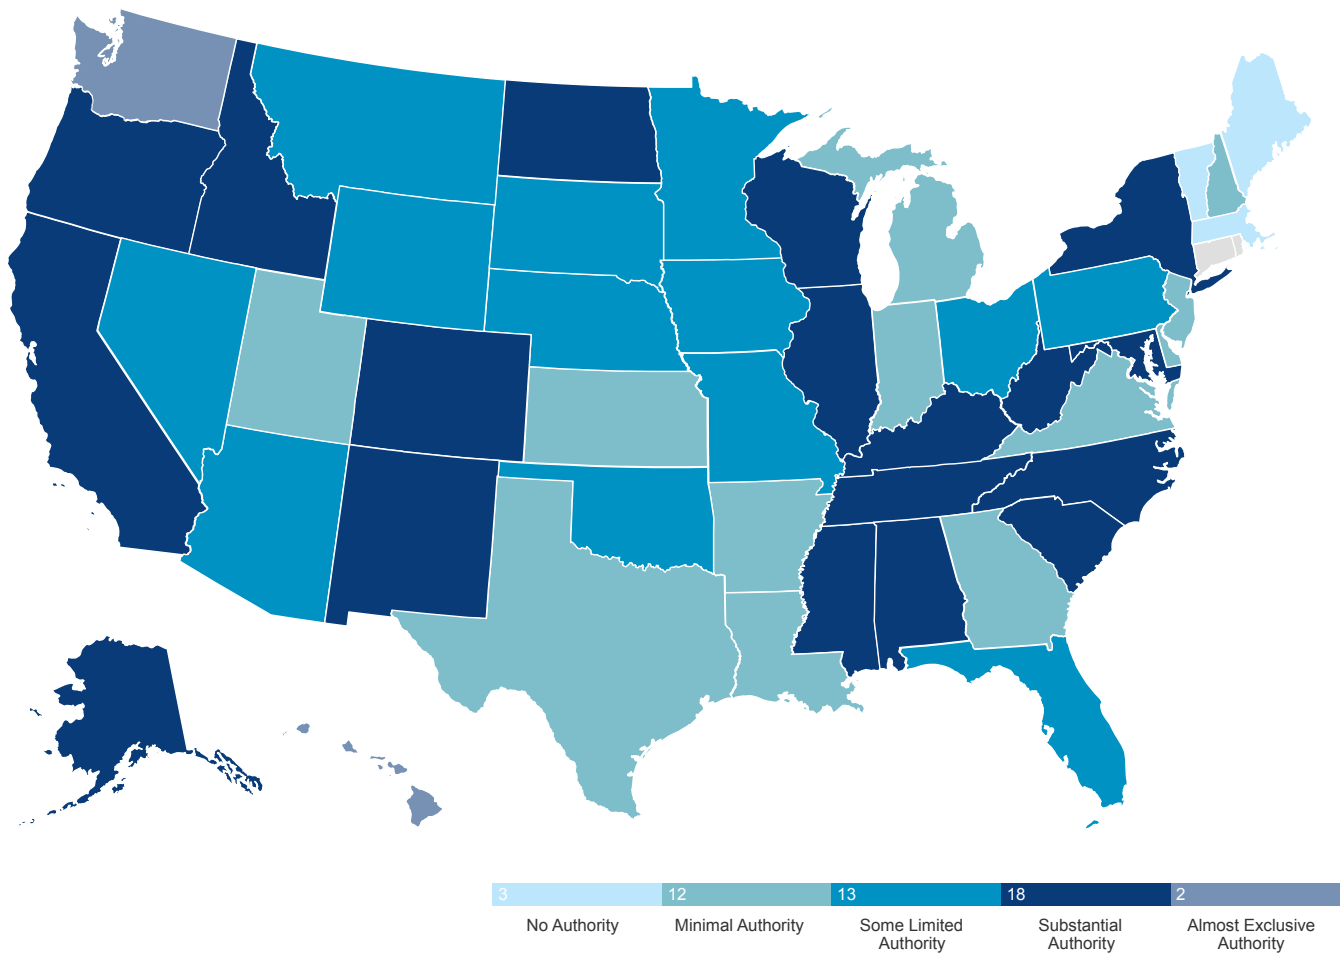 3 12 13 18 2
No Authority Minimal Authority Some Limited Substantial Almost Exclusive
Authority Authority Authority